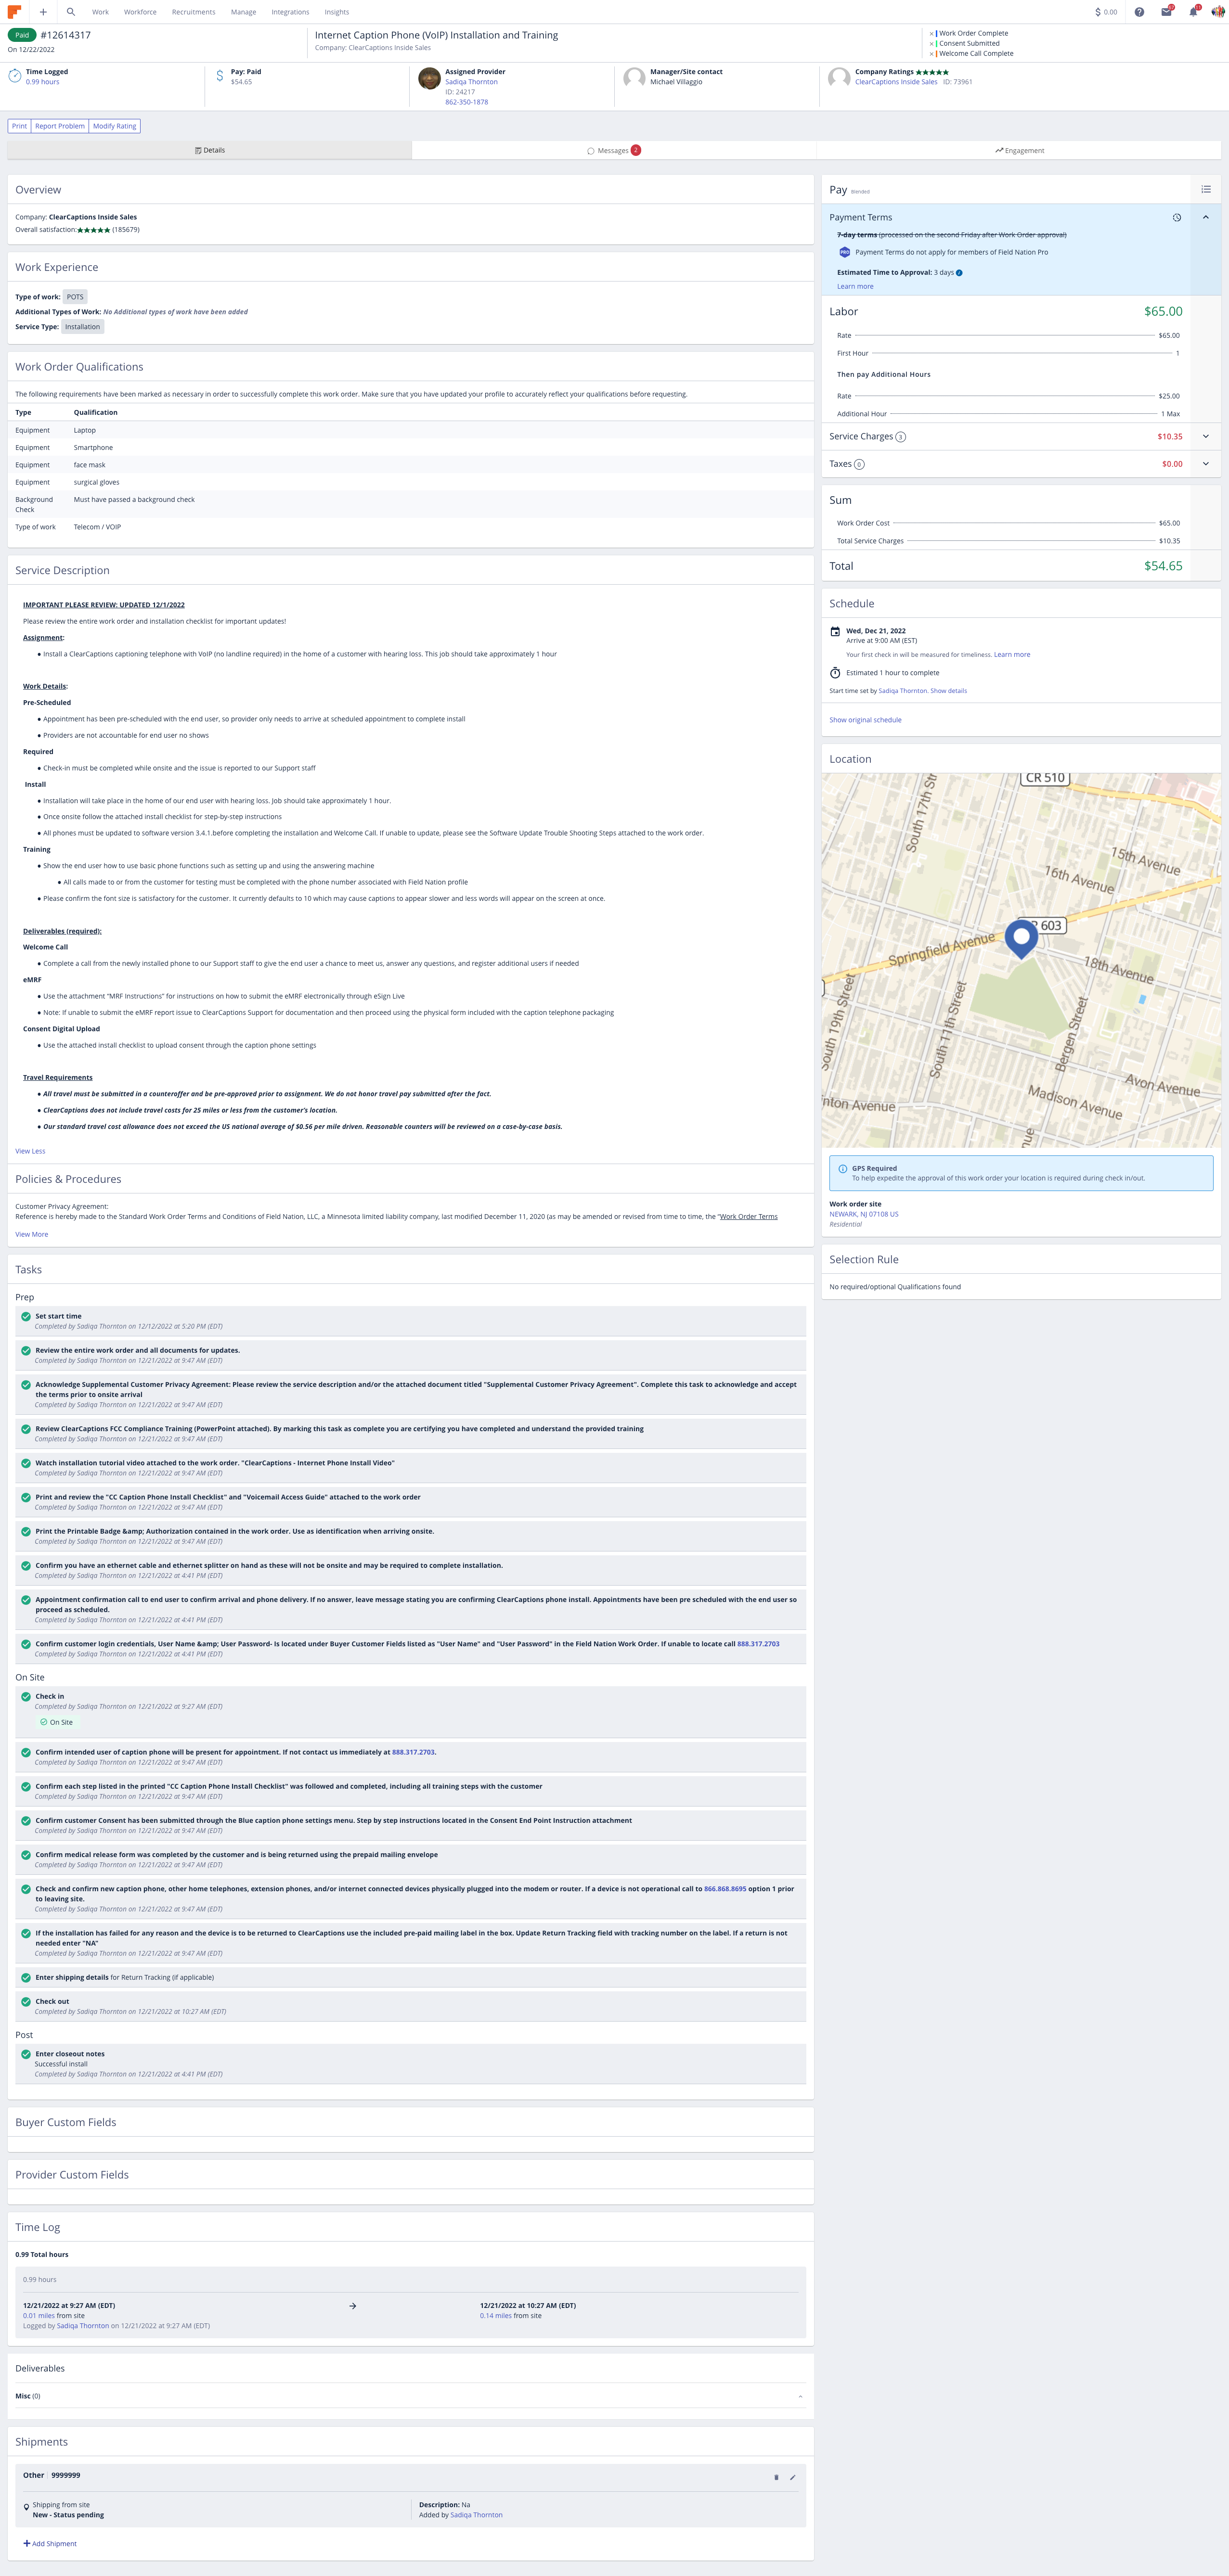 Work Workforce Recruitments Manage Integrations Insights
$ 0.00
Paid #12614317
On 12/22/2022
Internet Caption Phone (VoIP) Installation and Training
Company: ClearCaptions Inside Sales
× Work Order Complete
× Consent Submitted
× Welcome Call Complete
Time Logged
0.99 hours
Pay: Paid
$54.65
Assigned Provider
Sadiqa Thornton
ID: 24217
862-350-1878
Manager/Site contact
Michael Villaggio
Company Ratings ★★★★★
ClearCaptions Inside Sales ID: 73961
Print Report Problem Modify Rating
Details
Messages 2
Engagement
Overview
Company: ClearCaptions Inside Sales
Overall satisfaction:★★★★★ (185679)
Work Experience
Type of work: POTS
Additional Types of Work: No Additional types of work have been added
Service Type: Installation
Work Order Qualifications
The following requirements have been marked as necessary in order to successfully complete this work order. Make sure that you have updated your profile to accurately reflect your qualifications before requesting.
Type Qualification
Equipment Laptop
Equipment Smartphone
Equipment face mask
Equipment surgical gloves
Background Check Must have passed a background check
Type of work Telecom / VOIP
Service Description
IMPORTANT PLEASE REVIEW: UPDATED 12/1/2022
Please review the entire work order and installation checklist for important updates!
Assignment:
● Install a ClearCaptions captioning telephone with VoIP (no landline required) in the home of a customer with hearing loss. This job should take approximately 1 hour
Work Details:
Pre-Scheduled
● Appointment has been pre-scheduled with the end user, so provider only needs to arrive at scheduled appointment to complete install
● Providers are not accountable for end user no shows
Required
● Check-in must be completed while onsite and the issue is reported to our Support staff
Install
● Installation will take place in the home of our end user with hearing loss. Job should take approximately 1 hour.
● Once onsite follow the attached install checklist for step-by-step instructions
● All phones must be updated to software version 3.4.1.before completing the installation and Welcome Call. If unable to update, please see the Software Update Trouble Shooting Steps attached to the work order.
Training
● Show the end user how to use basic phone functions such as setting up and using the answering machine
● All calls made to or from the customer for testing must be completed with the phone number associated with Field Nation profile
● Please confirm the font size is satisfactory for the customer. It currently defaults to 10 which may cause captions to appear slower and less words will appear on the screen at once.
Deliverables (required):
Welcome Call
● Complete a call from the newly installed phone to our Support staff to give the end user a chance to meet us, answer any questions, and register additional users if needed
eMRF
● Use the attachment "MRF Instructions" for instructions on how to submit the eMRF electronically through eSign Live
● Note: If unable to submit the eMRF report issue to ClearCaptions Support for documentation and then proceed using the physical form included with the caption telephone packaging
Consent Digital Upload
● Use the attached install checklist to upload consent through the caption phone settings
Travel Requirements
● All travel must be submitted in a counteroffer and be pre-approved prior to assignment. We do not honor travel pay submitted after the fact.
● ClearCaptions does not include travel costs for 25 miles or less from the customer's location.
● Our standard travel cost allowance does not exceed the US national average of $0.56 per mile driven. Reasonable counters will be reviewed on a case-by-case basis.
View Less
Policies & Procedures
Customer Privacy Agreement:
Reference is hereby made to the Standard Work Order Terms and Conditions of Field Nation, LLC, a Minnesota limited liability company, last modified December 11, 2020 (as may be amended or revised from time to time, the "Work Order Terms
View More
Tasks
Prep
Set start time
Completed by Sadiqa Thornton on 12/12/2022 at 5:20 PM (EDT)
Review the entire work order and all documents for updates.
Completed by Sadiqa Thornton on 12/21/2022 at 9:47 AM (EDT)
Acknowledge Supplemental Customer Privacy Agreement: Please review the service description and/or the attached document titled "Supplemental Customer Privacy Agreement". Complete this task to acknowledge and accept
the terms prior to onsite arrival
Completed by Sadiqa Thornton on 12/21/2022 at 9:47 AM (EDT)
Review ClearCaptions FCC Compliance Training (PowerPoint attached). By marking this task as complete you are certifying you have completed and understand the provided training
Completed by Sadiqa Thornton on 12/21/2022 at 9:47 AM (EDT)
Watch installation tutorial video attached to the work order. "ClearCaptions - Internet Phone Install Video"
Completed by Sadiqa Thornton on 12/21/2022 at 9:47 AM (EDT)
Print and review the "CC Caption Phone Install Checklist" and "Voicemail Access Guide" attached to the work order
Completed by Sadiqa Thornton on 12/21/2022 at 9:47 AM (EDT)
Print the Printable Badge &amp; Authorization contained in the work order. Use as identification when arriving onsite.
Completed by Sadiqa Thornton on 12/21/2022 at 9:47 AM (EDT)
Confirm you have an ethernet cable and ethernet splitter on hand as these will not be onsite and may be required to complete installation.
Completed by Sadiqa Thornton on 12/21/2022 at 4:41 PM (EDT)
Appointment confirmation call to end user to confirm arrival and phone delivery. If no answer, leave message stating you are confirming ClearCaptions phone install. Appointments have been pre scheduled with the end user so
proceed as scheduled.
Completed by Sadiqa Thornton on 12/21/2022 at 4:41 PM (EDT)
Confirm customer login credentials, User Name &amp; User Password- Is located under Buyer Customer Fields listed as "User Name" and "User Password" in the Field Nation Work Order. If unable to locate call 888.317.2703
Completed by Sadiqa Thornton on 12/21/2022 at 4:41 PM (EDT)
On Site
Check in
Completed by Sadiqa Thornton on 12/21/2022 at 9:27 AM (EDT)
On Site
Confirm intended user of caption phone will be present for appointment. If not contact us immediately at 888.317.2703.
Completed by Sadiqa Thornton on 12/21/2022 at 9:47 AM (EDT)
Confirm each step listed in the printed "CC Caption Phone Install Checklist" was followed and completed, including all training steps with the customer
Completed by Sadiqa Thornton on 12/21/2022 at 9:47 AM (EDT)
Confirm customer Consent has been submitted through the Blue caption phone settings menu. Step by step instructions located in the Consent End Point Instruction attachment
Completed by Sadiqa Thornton on 12/21/2022 at 9:47 AM (EDT)
Confirm medical release form was completed by the customer and is being returned using the prepaid mailing envelope
Completed by Sadiqa Thornton on 12/21/2022 at 9:47 AM (EDT)
Check and confirm new caption phone, other home telephones, extension phones, and/or internet connected devices physically plugged into the modem or router. If a device is not operational call to 866.868.8695 option 1 prior
to leaving site.
Completed by Sadiqa Thornton on 12/21/2022 at 9:47 AM (EDT)
If the installation has failed for any reason and the device is to be returned to ClearCaptions use the included pre-paid mailing label in the box. Update Return Tracking field with tracking number on the label. If a return is not
needed enter "NA"
Completed by Sadiqa Thornton on 12/21/2022 at 9:47 AM (EDT)
Enter shipping details for Return Tracking (if applicable)
Check out
Completed by Sadiqa Thornton on 12/21/2022 at 10:27 AM (EDT)
Post
Enter closeout notes
Successful install
Completed by Sadiqa Thornton on 12/21/2022 at 4:41 PM (EDT)
Buyer Custom Fields
Provider Custom Fields
Time Log
0.99 Total hours
0.99 hours
12/21/2022 at 9:27 AM (EDT)
0.01 miles from site
Logged by Sadiqa Thornton on 12/21/2022 at 9:27 AM (EDT)
12/21/2022 at 10:27 AM (EDT)
0.14 miles from site
Deliverables
Misc (0)
Shipments
Other 9999999
Shipping from site
New - Status pending
Description: Na
Added by Sadiqa Thornton
Add Shipment
Pay Blended
Payment Terms
7-day terms (processed on the second Friday after Work Order approval)
PRO Payment Terms do not apply for members of Field Nation Pro
Estimated Time to Approval: 3 days
Learn more
Labor $65.00
Rate $65.00
First Hour 1
Then pay Additional Hours
Rate $25.00
Additional Hour 1 Max
Service Charges 3 $10.35
Taxes 0 $0.00
Sum
Work Order Cost $65.00
Total Service Charges $10.35
Total $54.65
Schedule
Wed, Dec 21, 2022
Arrive at 9:00 AM (EST)
Your first check in will be measured for timeliness. Learn more
Estimated 1 hour to complete
Start time set by Sadiqa Thornton. Show details
Show original schedule
Location
CR 510
South 17th Str
15th Avenue
16th Avenue
603
Springfield Avenue
18th Avenue
South 19th Street
South 11th Street
Bergen Street
Avon Avenue
Madison Avenue
nton Avenue
nue
GPS Required
To help expedite the approval of this work order your location is required during check in/out.
Work order site
NEWARK, NJ 07108 US
Residential
Selection Rule
No required/optional Qualifications found